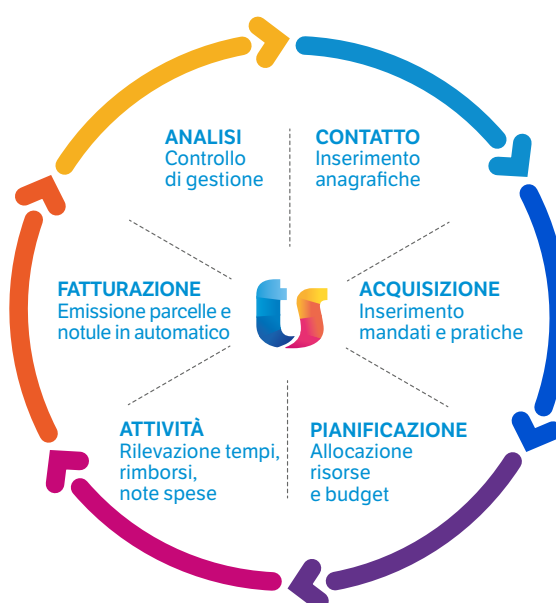 ANALISI
Controllo
di gestione
CONTATTO
Inserimento
anagrafiche
ACQUISIZIONE
Inserimento
mandati e pratiche
PIANIFICAZIONE
Allocazione
risorse
e budget
ATTIVITÀ
Rilevazione tempi,
rimborsi,
note spese
FATTURAZIONE
Emissione parcelle e
notule in automatico
ts